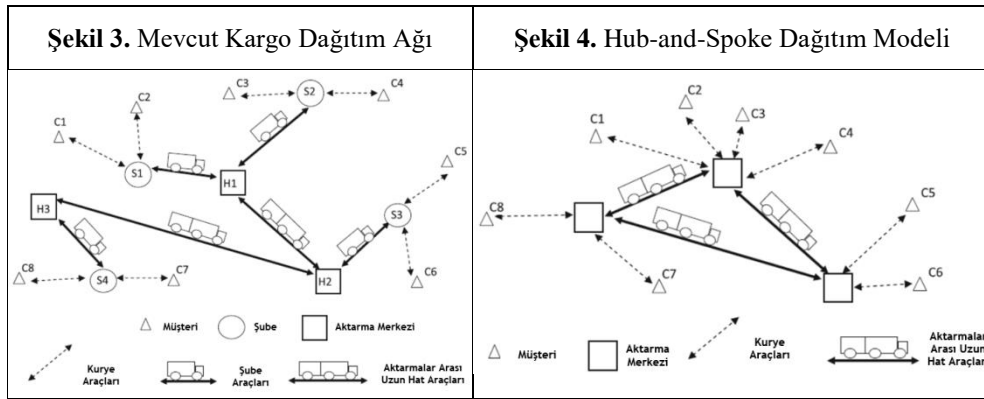 Şekil 3. Mevcut Kargo Dağıtım Ağı
C1
C2
C3
S2
C4
S1
H1
C5
H3
S3
C8
S4
C7
H2
C6
Müşteri
Şube
Aktarma Merkezi
Kurye
Araçları
Şube
Araçları
Aktarmalar Arası
Uzun Hat Araçları
Şekil 4. Hub-and-Spoke Dağıtım Modeli
C1
C2
C3
C4
C5
C8
C7
C6
Müşteri
Aktarma
Merkezi
Kurye
Araçları
Aktarmalar
Arası Uzun
Hat Araçları